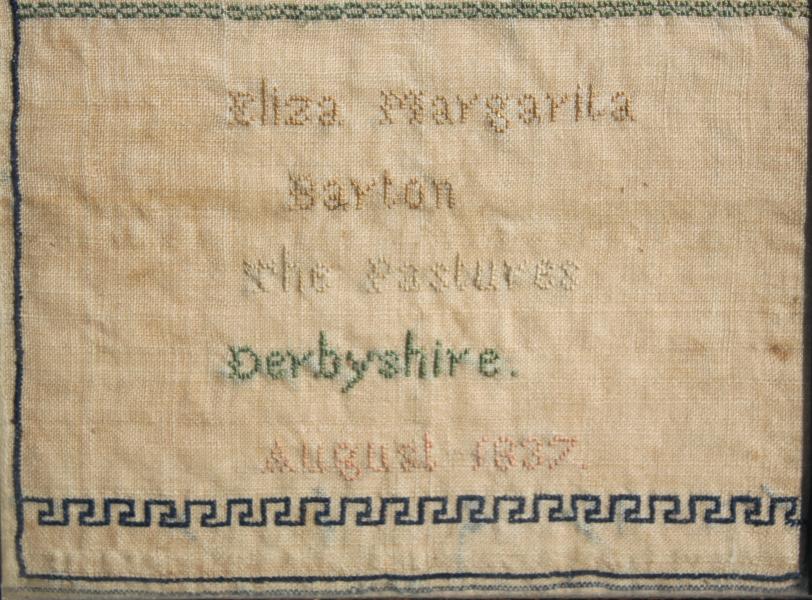 Eliza Margarita
Barton
The Pastures
Derbyshire.
August 1837.